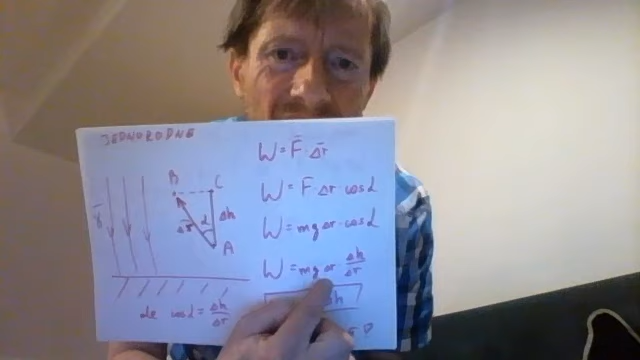 JEDNORODNE
W = F̄ · Δr̄
W = F · Δr · cos α
W = mg Δr · cos α
W = mg Δr · Δh/Δr
B
C
γ̄
Δr̄
α
Δh
A
cos α = Δh/Δr